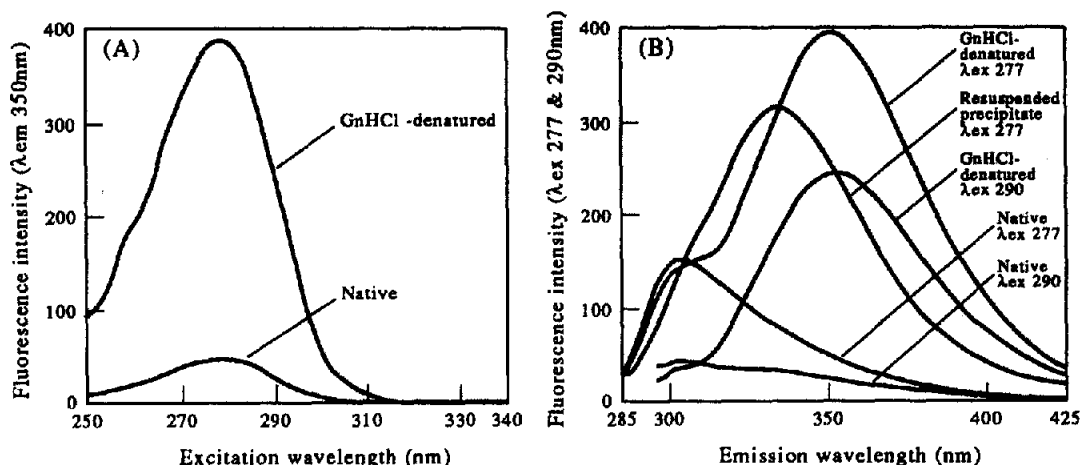 (A)
Fluorescence intensity (λem 350nm)
400
300
200
100
0
GnHCl -denatured
Native
250
270
290
310
330
340
Excitation wavelength (nm)
(B)
Fluorescence intensity (λex 277 & 290nm)
400
300
200
100
0
GnHCl-
denatured
λex 277
Resuspended
precipitate
λex 277
GnHCl-
denatured
λex 290
Native
λex 277
Native
λex 290
285
300
350
400
425
Emission wavelength (nm)